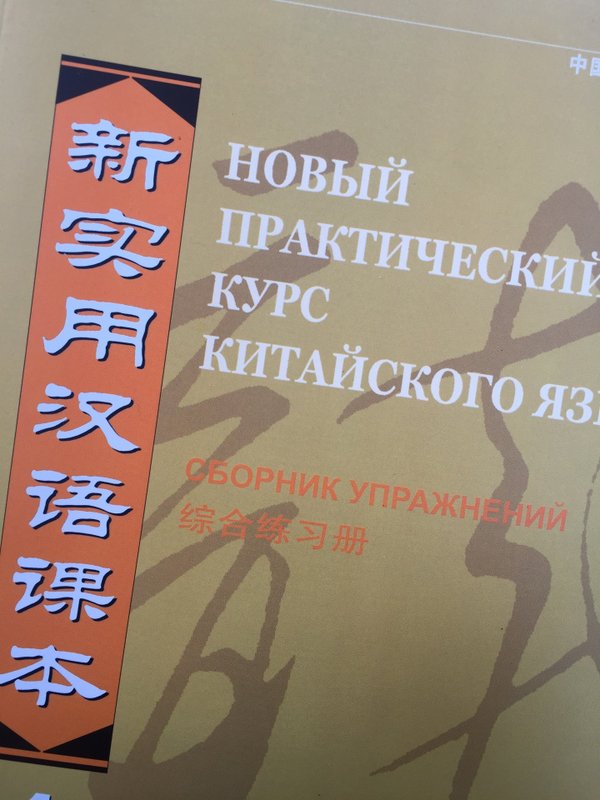 中国
新实用汉语课本
НОВЫЙ
ПРАКТИЧЕСКИЙ
КУРС
КИТАЙСКОГО
СБОРНИК УПРАЖНЕНИЙ
综合练习册